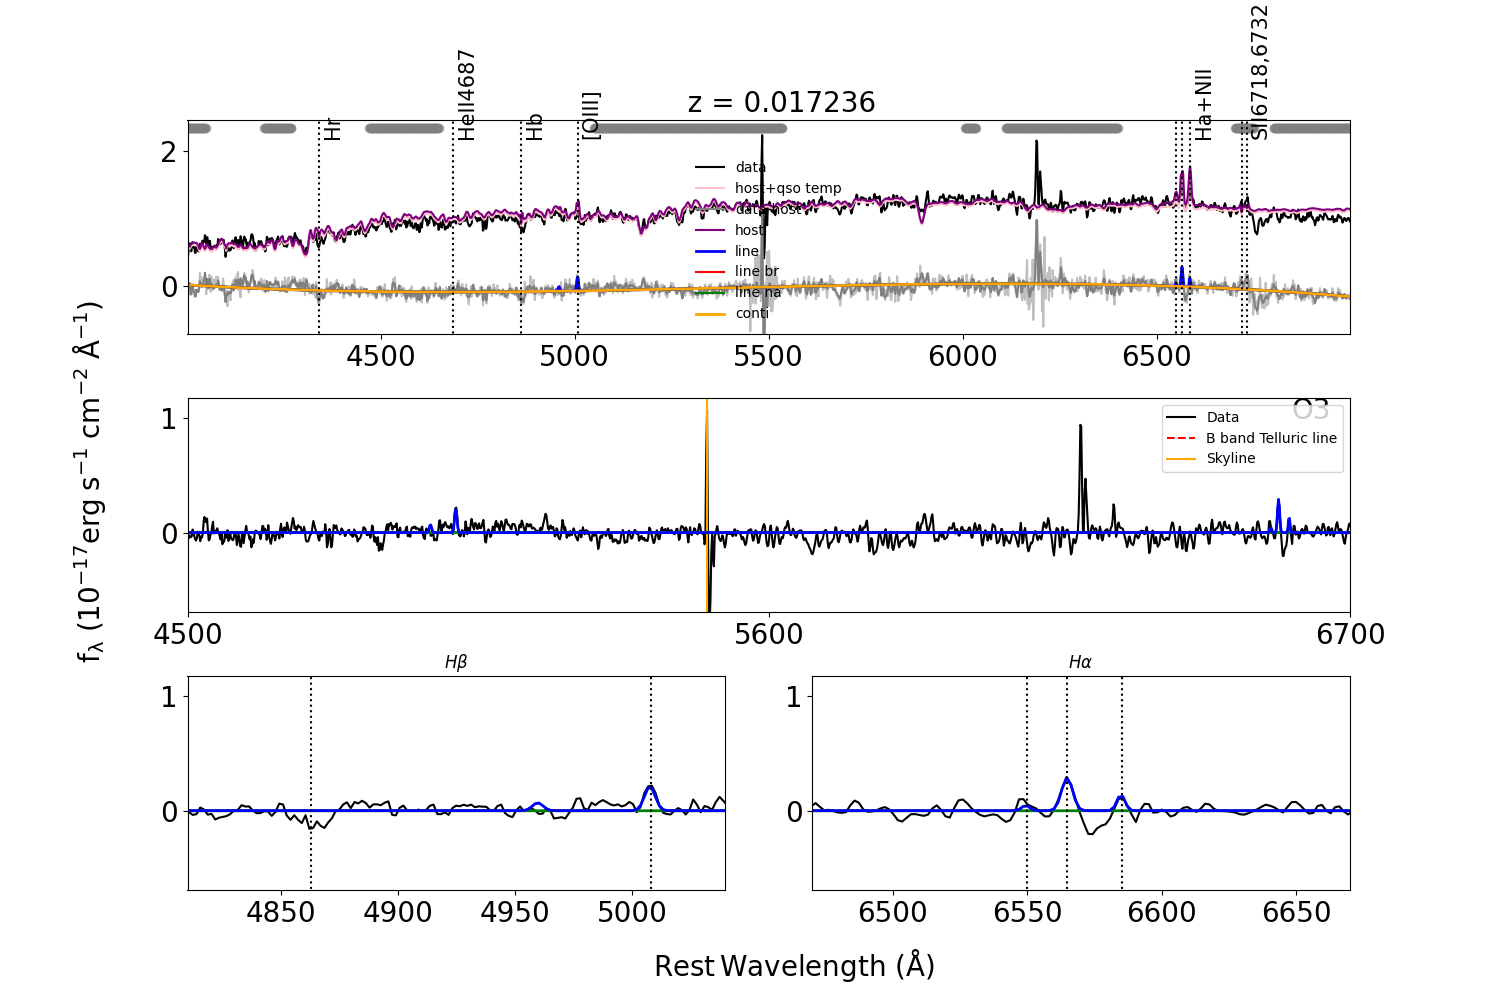 z = 0.017236
Hr
HeII4687
Hb
[OIII]
Ha+NII
SII6718,6732
2
0
data
host+qso temp
data-host
host
line
line br
line na
conti
4500 5000 5500 6000 6500
f_λ (10^−17 erg s^−1 cm^−2 Å^−1)
O3
1
0
Data
B band Telluric line
Skyline
4500 5600 6700
Hβ
1
0
4850 4900 4950 5000
Hα
1
0
6500 6550 6600 6650
Rest Wavelength (Å)